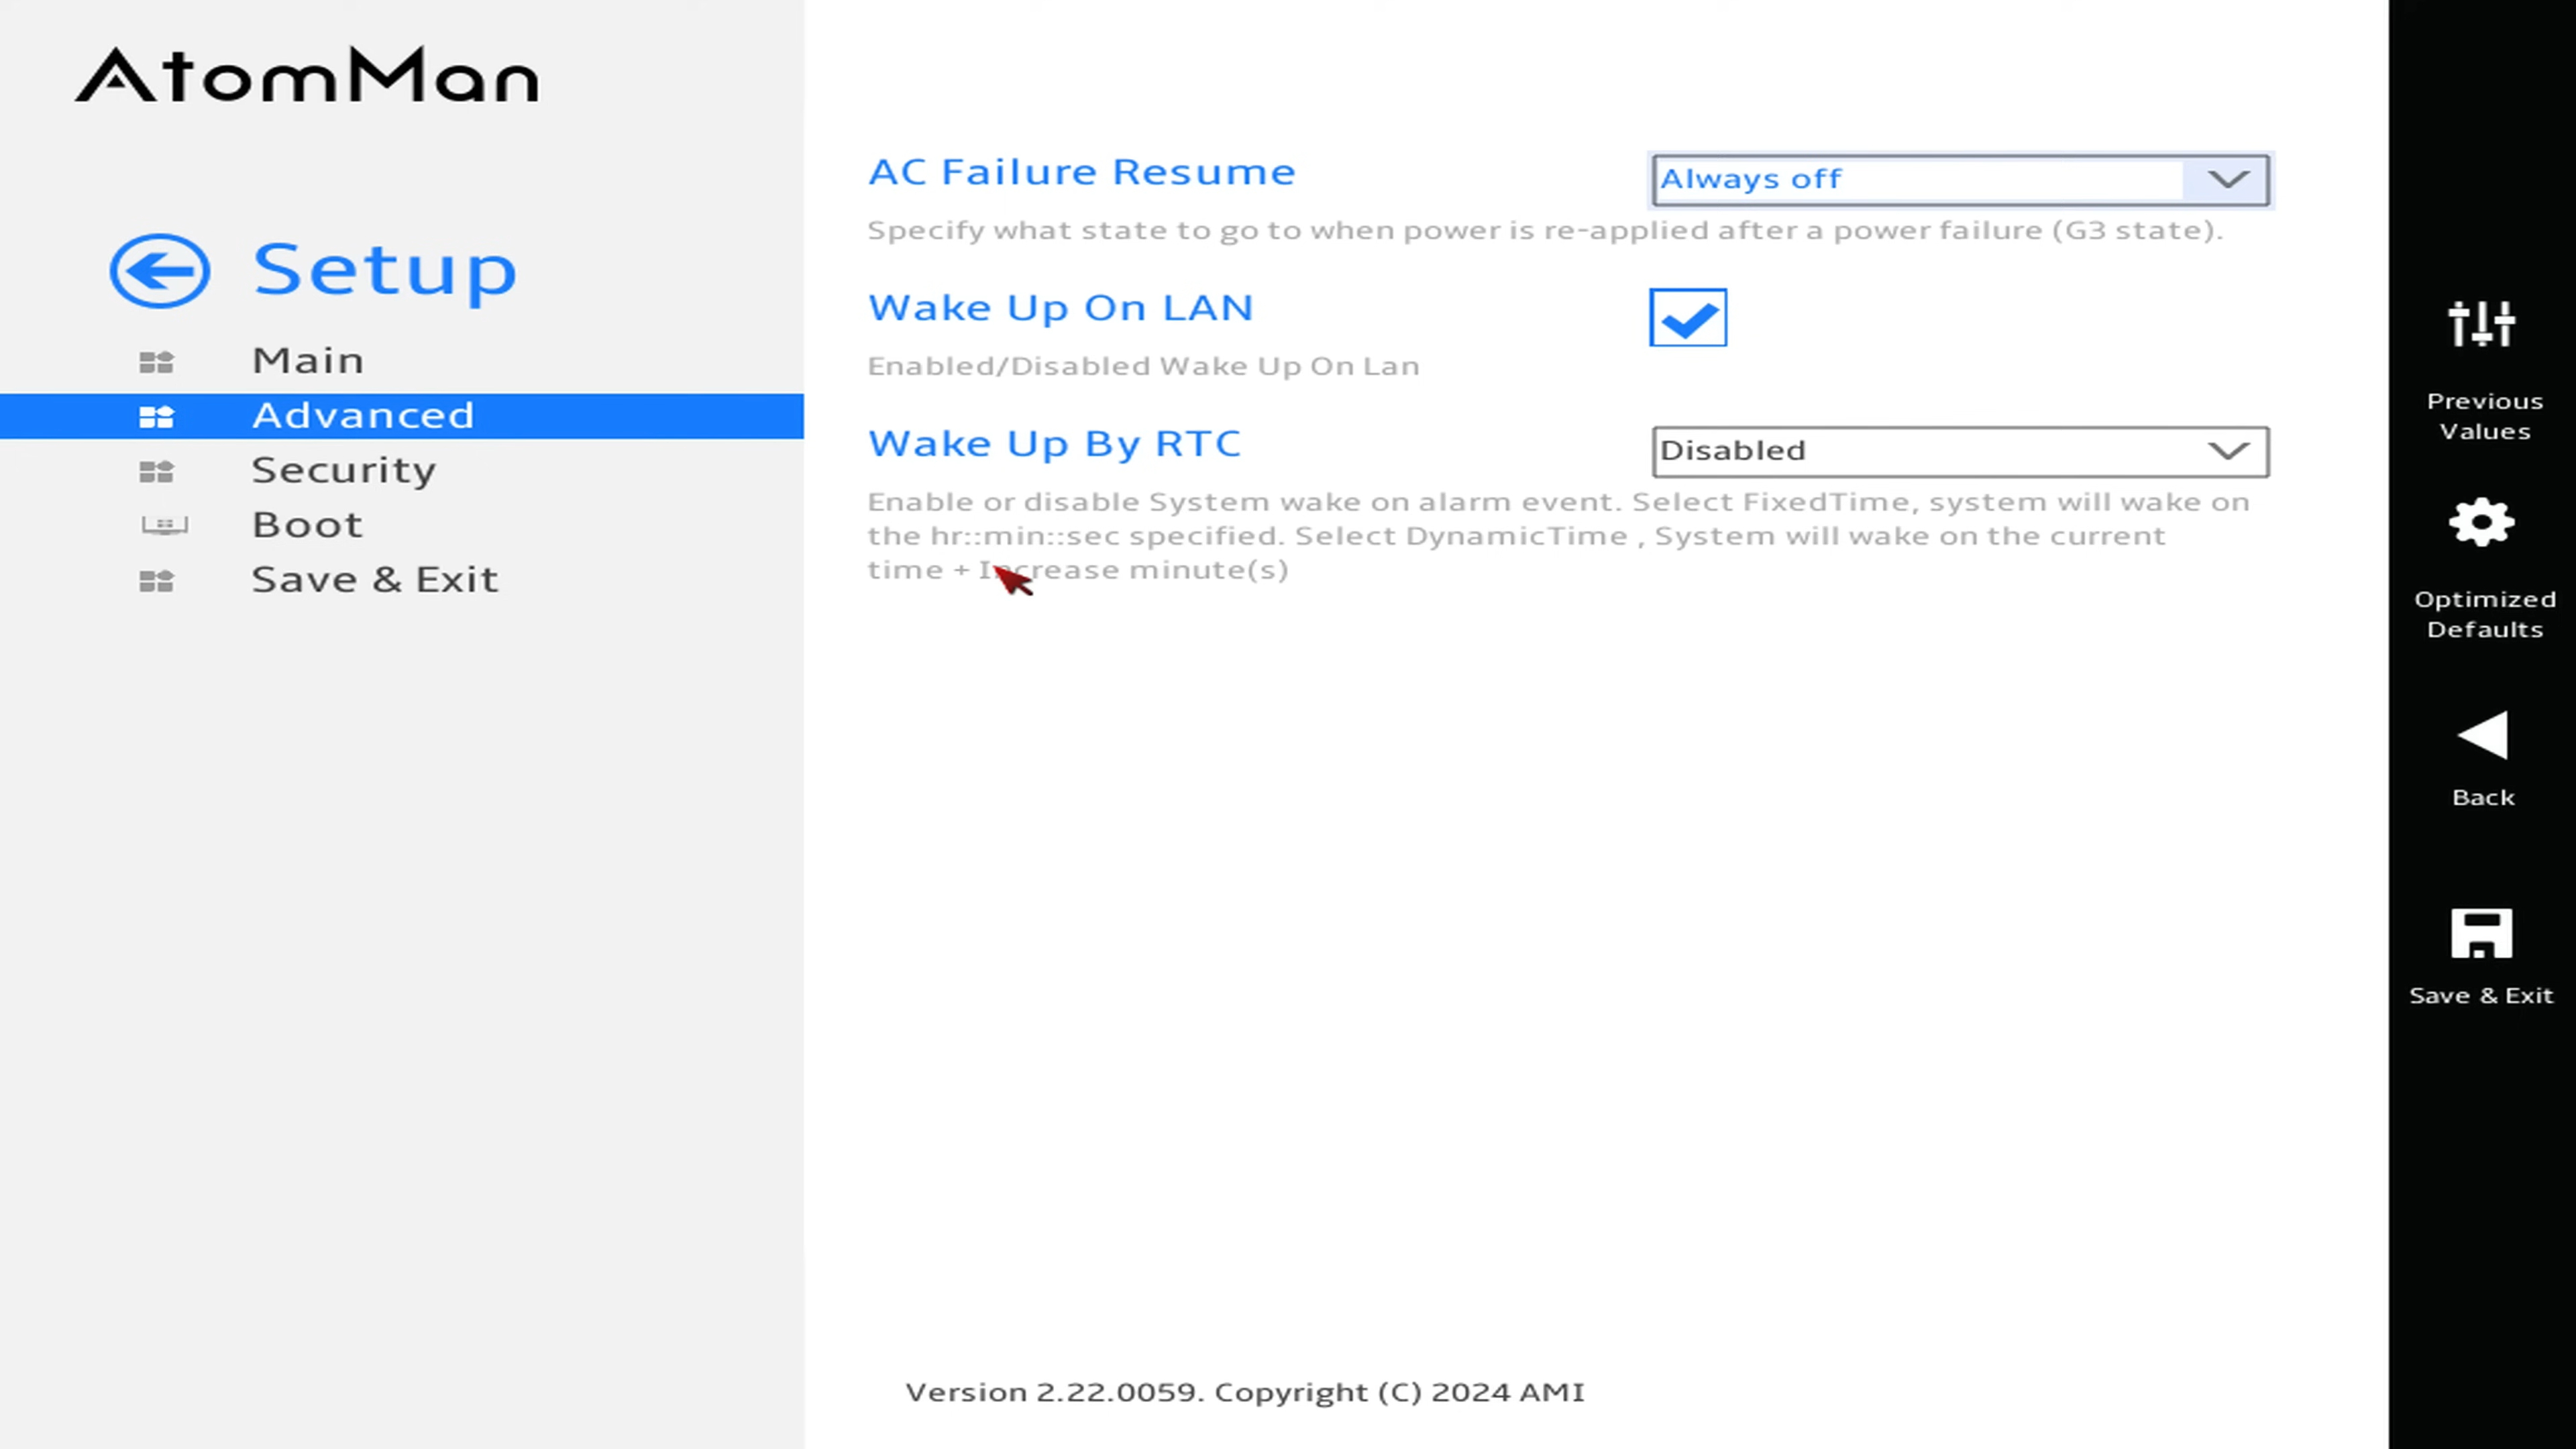 AtomMan
Setup
Main
Advanced
Security
Boot
Save & Exit
AC Failure Resume
Always off
Specify what state to go to when power is re-applied after a power failure (G3 state).
Wake Up On LAN
Enabled/Disabled Wake Up On Lan
Wake Up By RTC
Disabled
Enable or disable System wake on alarm event. Select FixedTime, system will wake on
the hr::min::sec specified. Select DynamicTime , System will wake on the current
time + Increase minute(s)
Version 2.22.0059. Copyright (C) 2024 AMI
Previous
Values
Optimized
Defaults
Back
Save & Exit